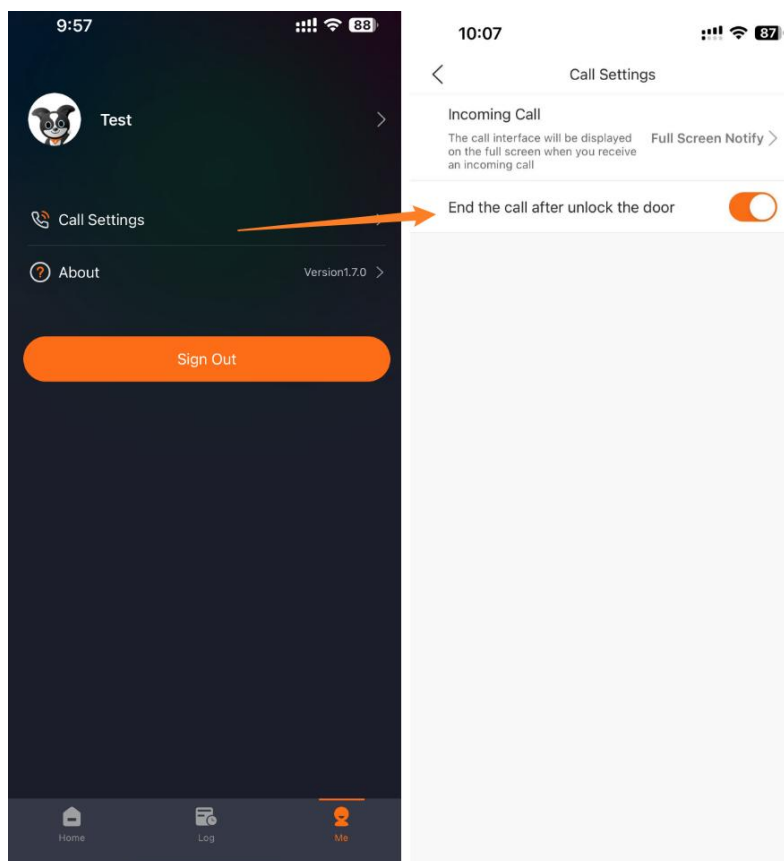 9:57
88
Test
Call Settings
About
Version1.7.0
Sign Out
Home
Log
Me
10:07
87
Call Settings
Incoming Call
The call interface will be displayed
on the full screen when you receive
an incoming call
Full Screen Notify
End the call after unlock the door